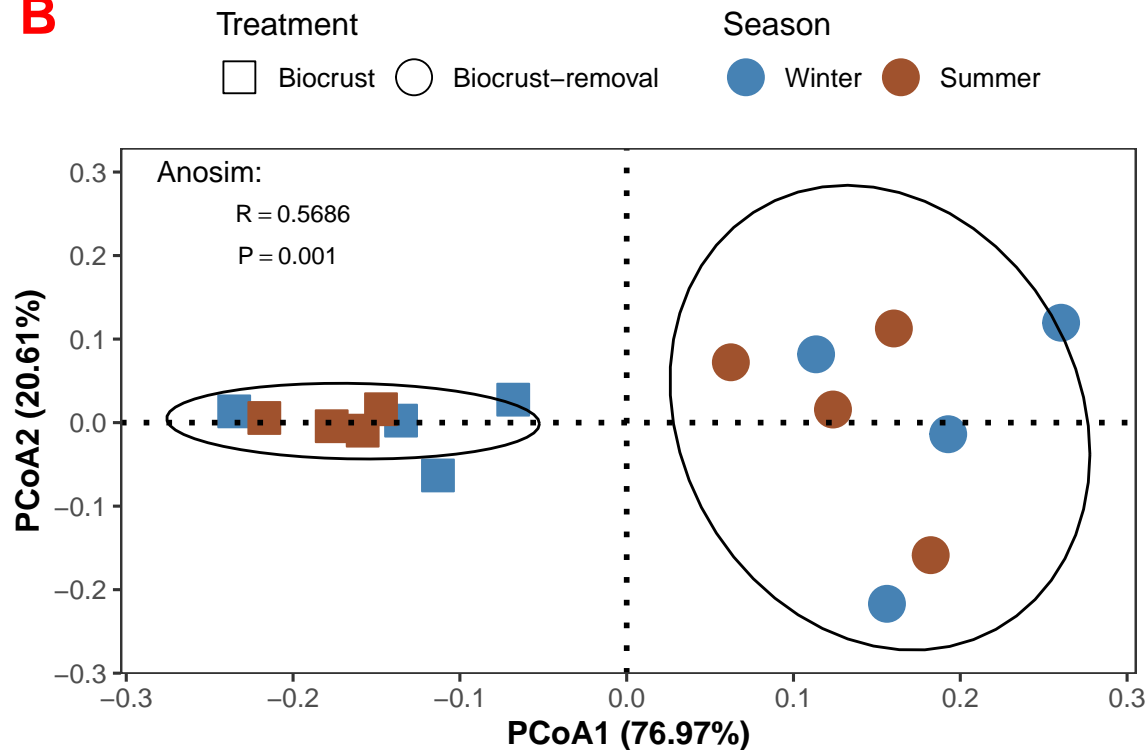 B
Treatment
Season
Biocrust
Biocrust−removal
Winter
Summer
Anosim:
R = 0.5686
P = 0.001
0.3
0.2
0.1
0.0
−0.1
−0.2
−0.3
PCoA2 (20.61%)
−0.3
−0.2
−0.1
0.0
0.1
0.2
0.3
PCoA1 (76.97%)